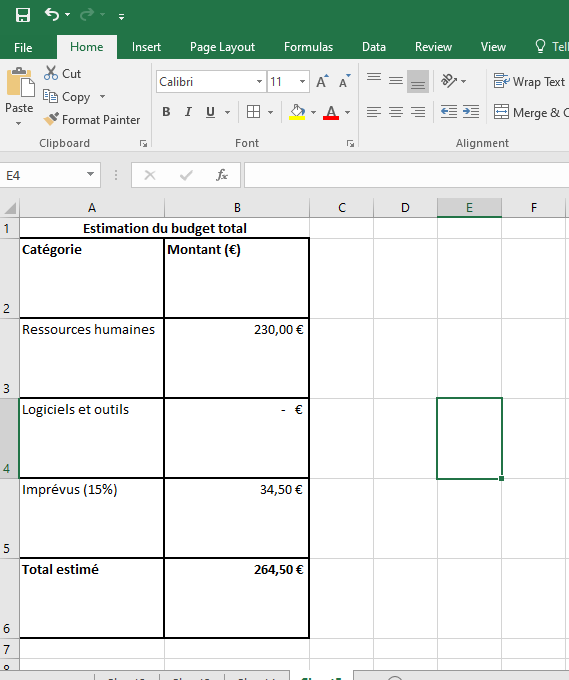 File Home Insert Page Layout Formulas Data Review View
Cut
Copy
Format Painter
Paste
Calibri 11 A A
B I U A
Wrap Text
Merge & C
Clipboard Font Alignment
E4 fx
A B C D E F
1 Estimation du budget total
2 Catégorie Montant (€)
3 Ressources humaines 230,00 €
4 Logiciels et outils - €
5 Imprévus (15%) 34,50 €
6 Total estimé 264,50 €
7
8